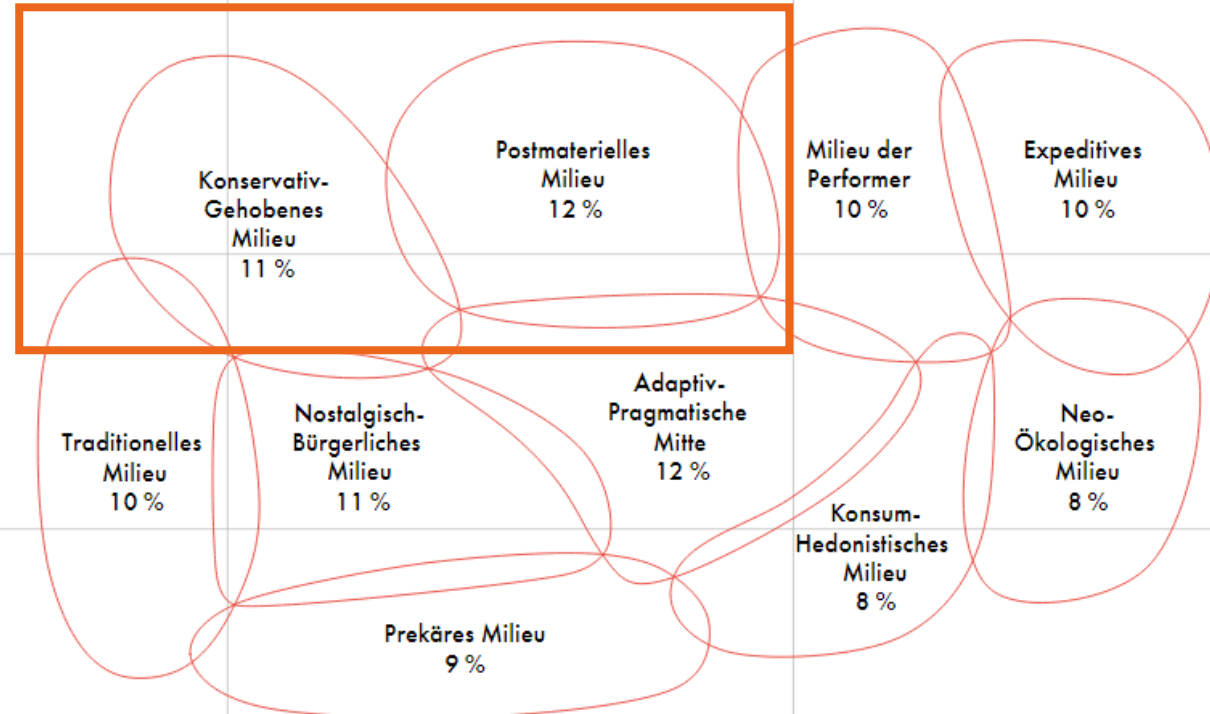 Konservativ-
Gehobenes
Milieu
11 %
Postmaterielles
Milieu
12 %
Milieu der
Performer
10 %
Expeditives
Milieu
10 %
Traditionelles
Milieu
10 %
Nostalgisch-
Bürgerliches
Milieu
11 %
Adaptiv-
Pragmatische
Mitte
12 %
Konsum-
Hedonistisches
Milieu
8 %
Neo-
Ökologisches
Milieu
8 %
Prekäres Milieu
9 %